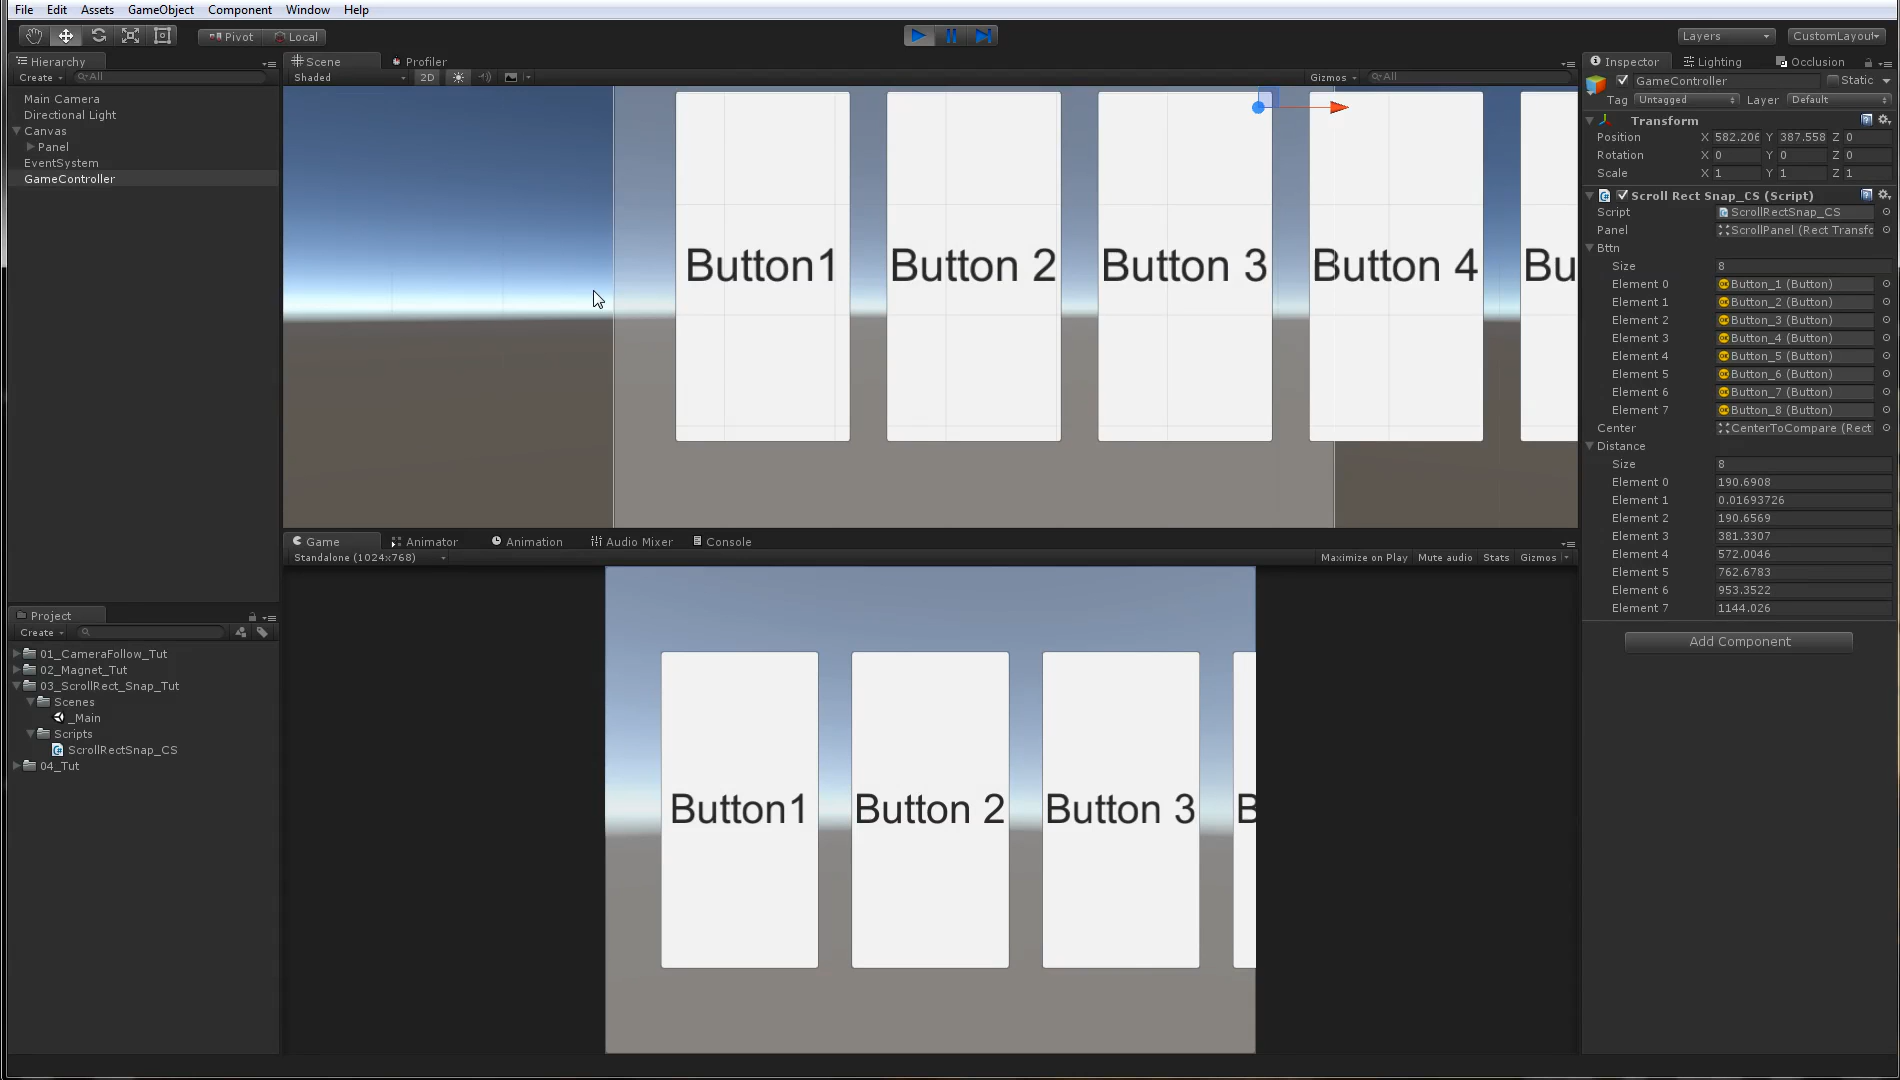 File Edit Assets GameObject Component Window Help
Pivot Local Layers CustomLayout
Hierarchy
Create All
Main Camera
Directional Light
Canvas
Panel
EventSystem
GameController
Scene Profiler
Shaded 2D Gizmos All
Button1 Button 2 Button 3 Button 4 Bu
Game Animator Animation Audio Mixer Console
Standalone (1024x768) Maximize on Play Mute audio Stats Gizmos
Button1 Button 2 Button 3 B
Project
Create
01_CameraFollow_Tut
02_Magnet_Tut
03_ScrollRect_Snap_Tut
Scenes
_Main
Scripts
ScrollRectSnap_CS
04_Tut
Inspector Lighting Occlusion
GameController Static
Tag Untagged Layer Default
Transform
Position X 582.206 Y 387.558 Z 0
Rotation X 0 Y 0 Z 0
Scale X 1 Y 1 Z 1
Scroll Rect Snap_CS (Script)
Script ScrollRectSnap_CS
Panel ScrollPanel (Rect Transfo
Bttn
Size 8
Element 0 Button_1 (Button)
Element 1 Button_2 (Button)
Element 2 Button_3 (Button)
Element 3 Button_4 (Button)
Element 4 Button_5 (Button)
Element 5 Button_6 (Button)
Element 6 Button_7 (Button)
Element 7 Button_8 (Button)
Center CenterToCompare (Rect
Distance
Size 8
Element 0 190.6908
Element 1 0.01693726
Element 2 190.6569
Element 3 381.3307
Element 4 572.0046
Element 5 762.6783
Element 6 953.3522
Element 7 1144.026
Add Component